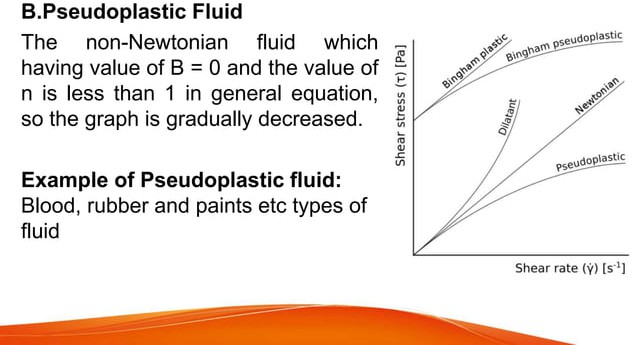 B.Pseudoplastic Fluid
The non-Newtonian fluid which
having value of B = 0 and the value of
n is less than 1 in general equation,
so the graph is gradually decreased.
Example of Pseudoplastic fluid:
Blood, rubber and paints etc types of
fluid
Shear stress (τ) [Pa]
Bingham plastic
Bingham pseudoplastic
Dilatant
Newtonian
Pseudoplastic
Shear rate (γ̇) [s⁻¹]